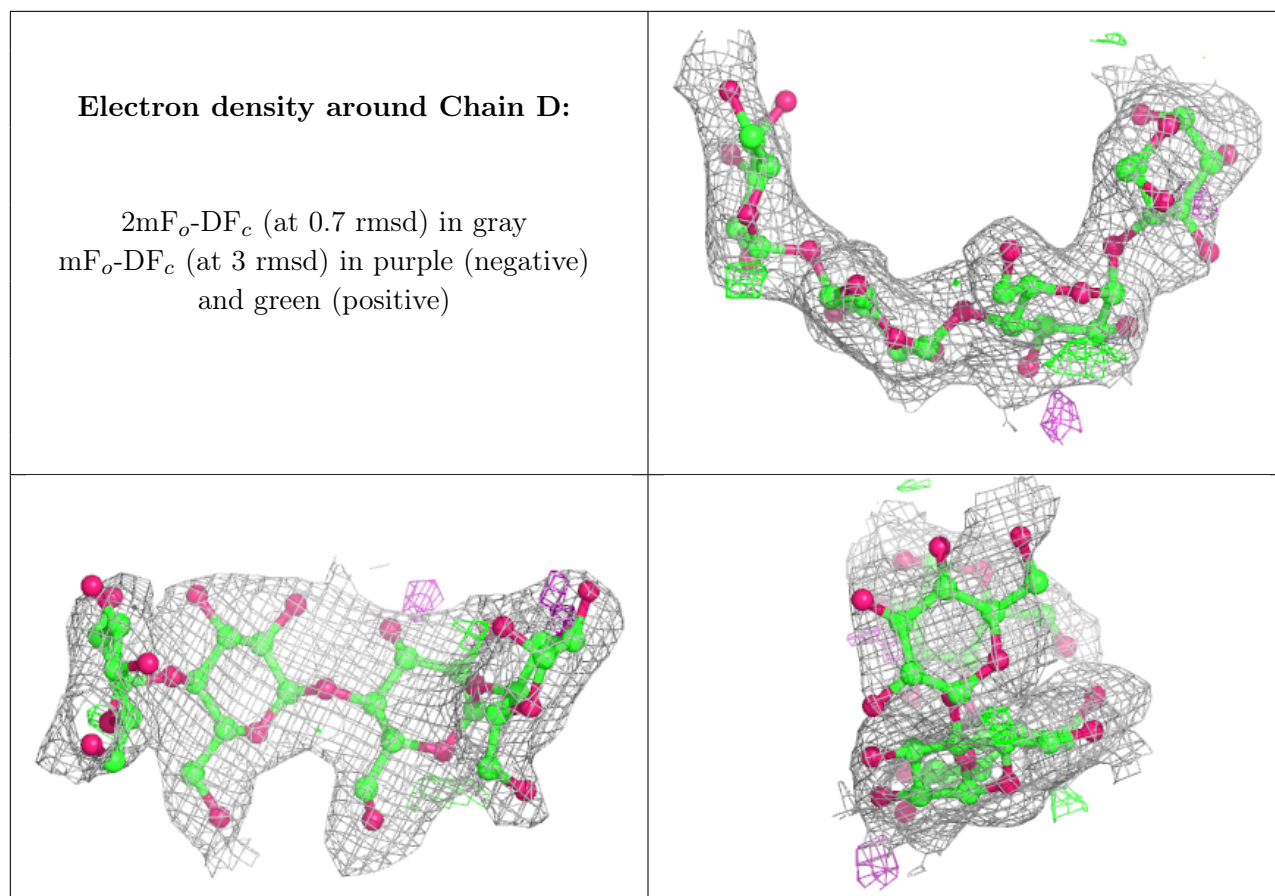 Electron density around Chain D:
2mFo-DFc (at 0.7 rmsd) in gray
mFo-DFc (at 3 rmsd) in purple (negative)
and green (positive)